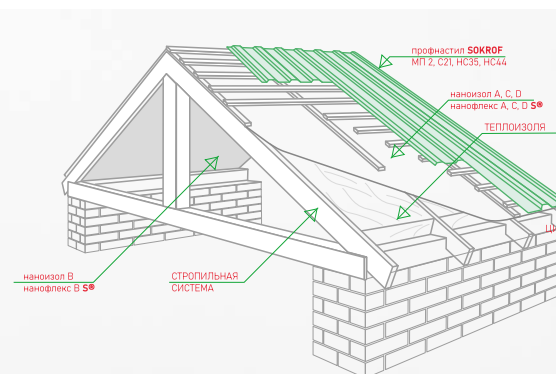 профнастил SOKROF
МП 2, С21, НС35, НС44
наноизол А, С, D
нанофлекс А, С, D S®
ТЕПЛОИЗОЛЯ
наноизол В
нанофлекс В S®
СТРОПИЛЬНАЯ
СИСТЕМА